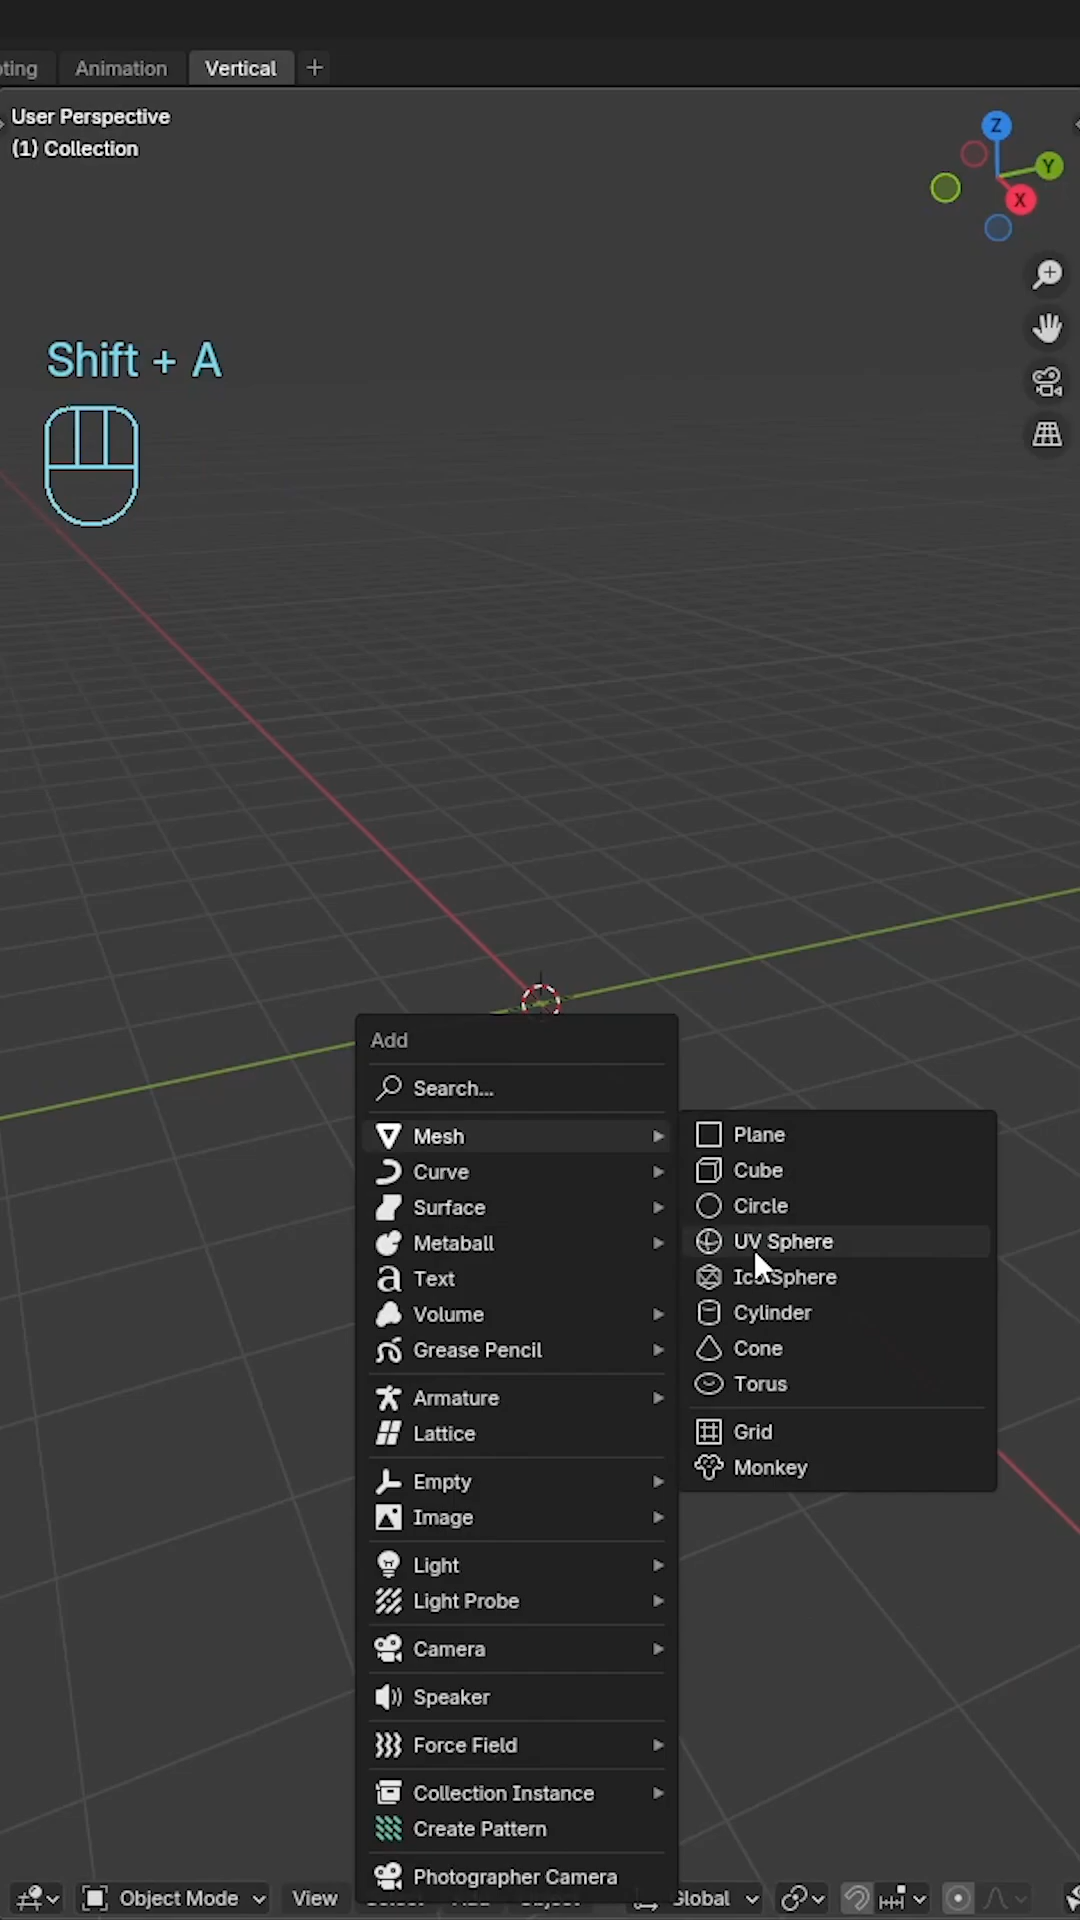 ting Animation Vertical +
User Perspective
(1) Collection
Z
Y
X
Shift + A
Add
Search...
Mesh
Curve
Surface
Metaball
Text
Volume
Grease Pencil
Armature
Lattice
Empty
Image
Light
Light Probe
Camera
Speaker
Force Field
Collection Instance
Create Pattern
Photographer Camera
Plane
Cube
Circle
UV Sphere
Ico Sphere
Cylinder
Cone
Torus
Grid
Monkey
Object Mode View Global